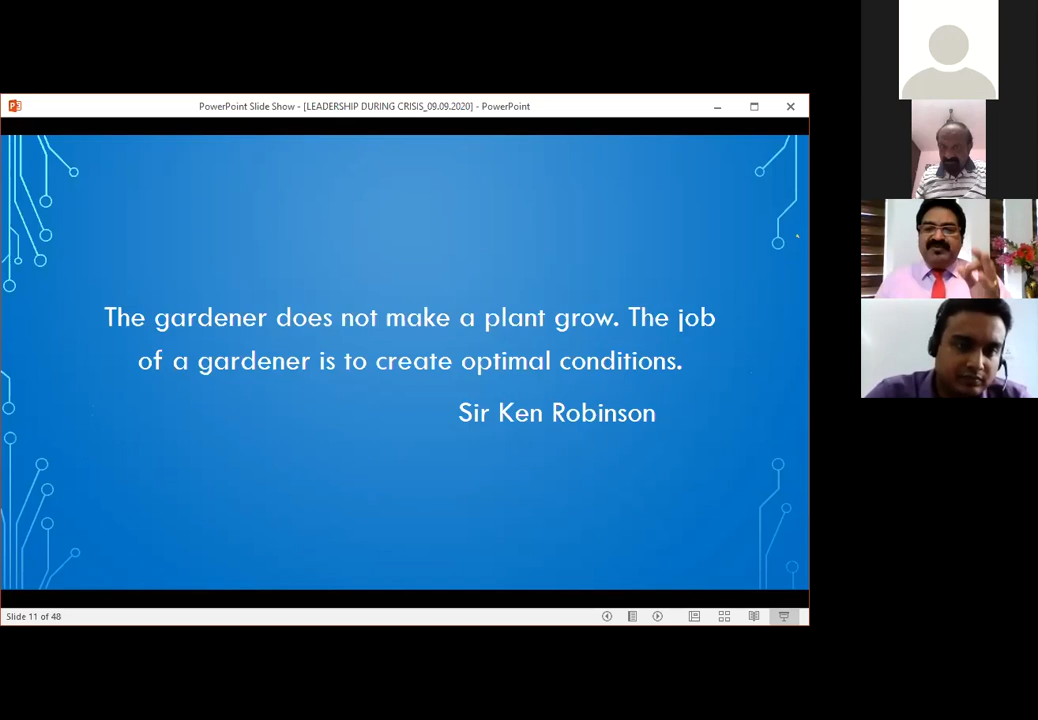 PowerPoint Slide Show - [LEADERSHIP DURING CRISIS_09.09.2020] - PowerPoint
The gardener does not make a plant grow. The job
of a gardener is to create optimal conditions.
Sir Ken Robinson
Slide 11 of 48